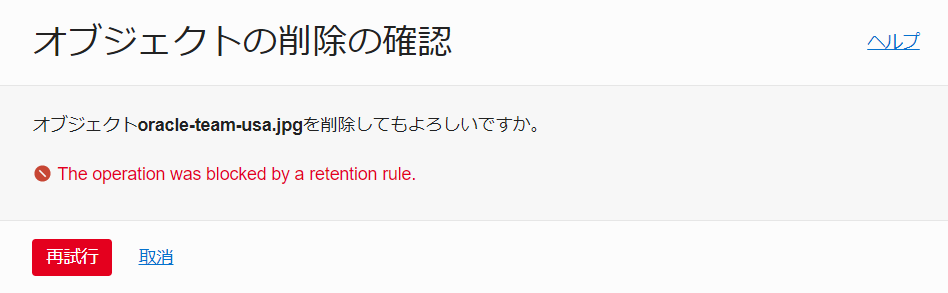 オブジェクトの削除の確認
ヘルプ
オブジェクトoracle-team-usa.jpgを削除してもよろしいですか。
The operation was blocked by a retention rule.
再試行
取消